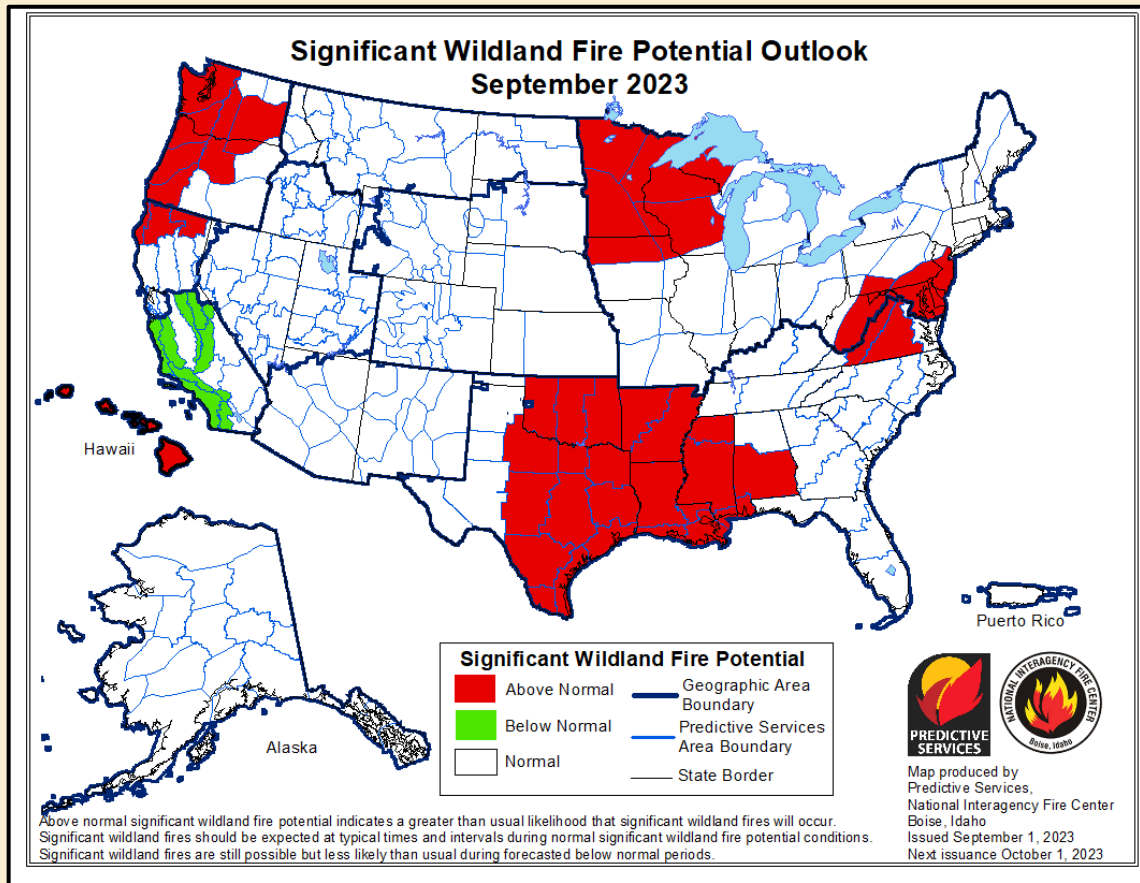 Significant Wildland Fire Potential Outlook
September 2023
Hawaii
Alaska
Puerto Rico
Significant Wildland Fire Potential
Above Normal
Below Normal
Normal
Geographic Area
Boundary
Predictive Services
Area Boundary
State Border
PREDICTIVE
SERVICES
NATIONAL INTERAGENCY FIRE CENTER
Boise, Idaho
Map produced by
Predictive Services,
National Interagency Fire Center
Boise, Idaho
Issued September 1, 2023
Next issuance October 1, 2023
Above normal significant wildland fire potential indicates a greater than usual likelihood that significant wildland fires will occur.
Significant wildland fires should be expected at typical times and intervals during normal significant wildland fire potential conditions.
Significant wildland fires are still possible but less likely than usual during forecasted below normal periods.